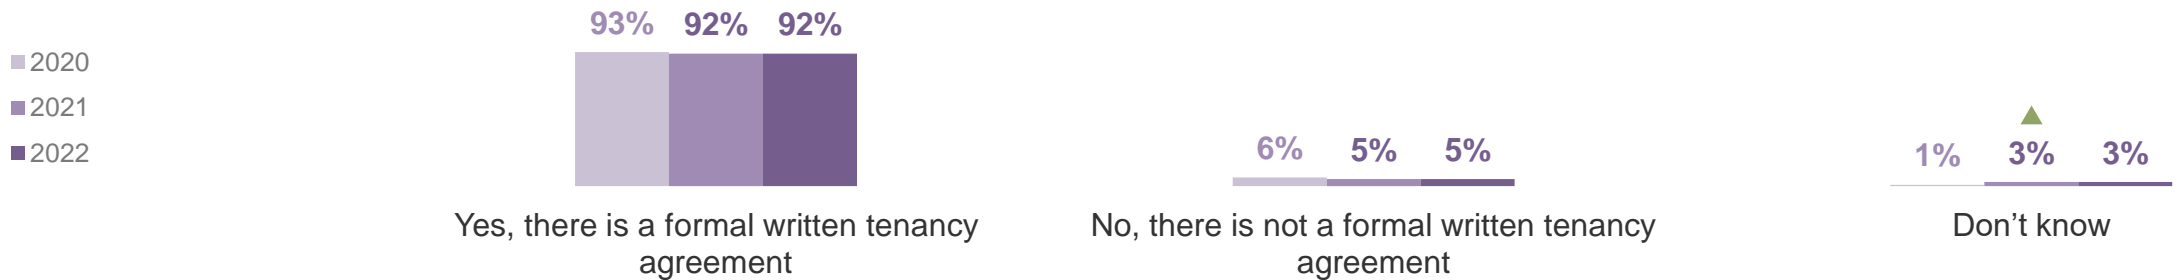 93% 92% 92%
2020
2021
2022
6% 5% 5%
1% 3% 3%
Yes, there is a formal written tenancy
agreement
No, there is not a formal written tenancy
agreement
Don’t know